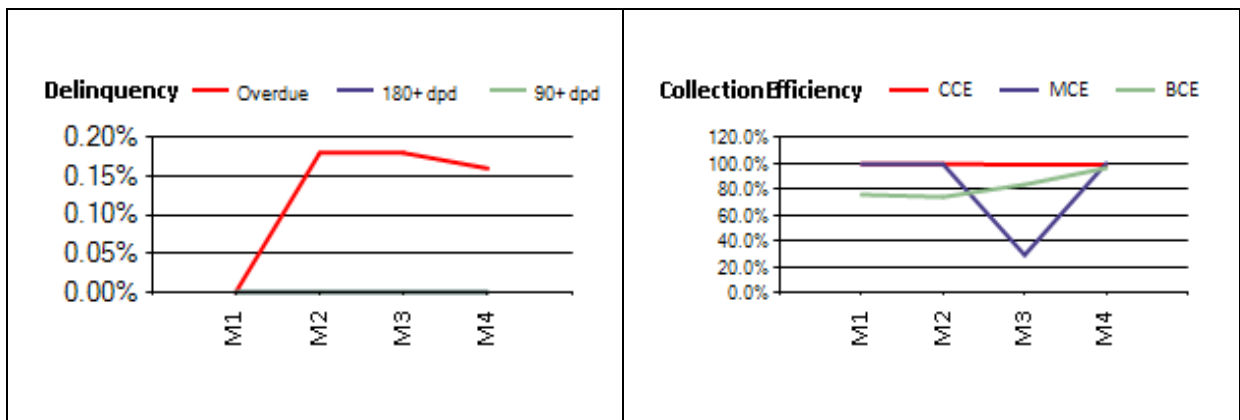 Delinquency Overdue 180+ dpd 90+ dpd
0.20%
0.15%
0.10%
0.05%
0.00%
M1
M2
M3
M4
Collection Efficiency CCE MCE BCE
120.0%
100.0%
80.0%
60.0%
40.0%
20.0%
0.0%
M1
M2
M3
M4